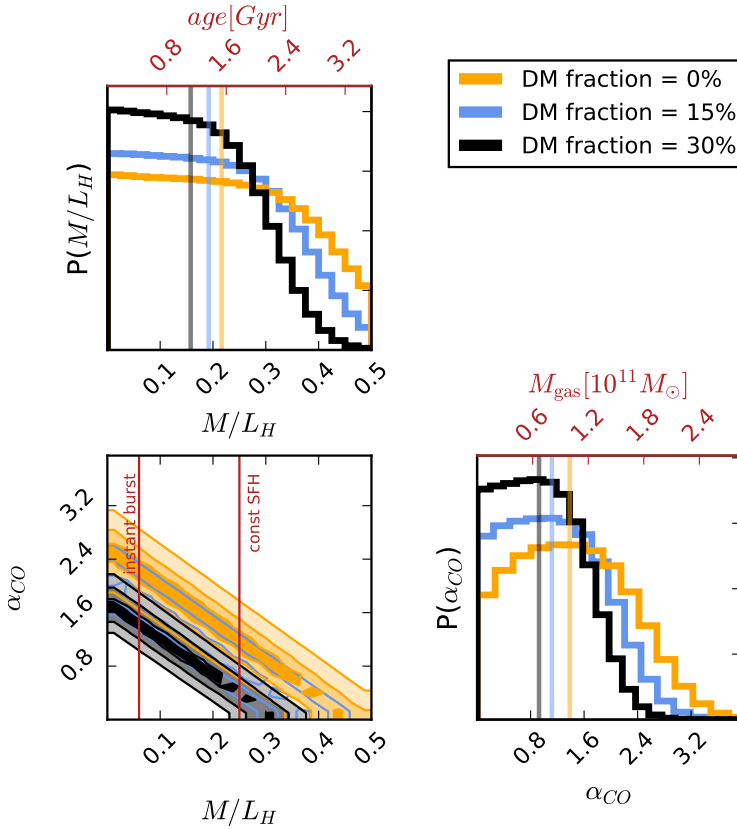 age[Gyr]
0.8 1.6 2.4 3.2
P(M/L_H)
0.1 0.2 0.3 0.4 0.5
M/L_H
DM fraction = 0%
DM fraction = 15%
DM fraction = 30%
M_gas[10^11 M_⊙]
0.6 1.2 1.8 2.4
α_CO
3.2
2.4
1.6
0.8
instant burst
const SFH
0.1 0.2 0.3 0.4 0.5
M/L_H
P(α_CO)
0.8 1.6 2.4 3.2
α_CO